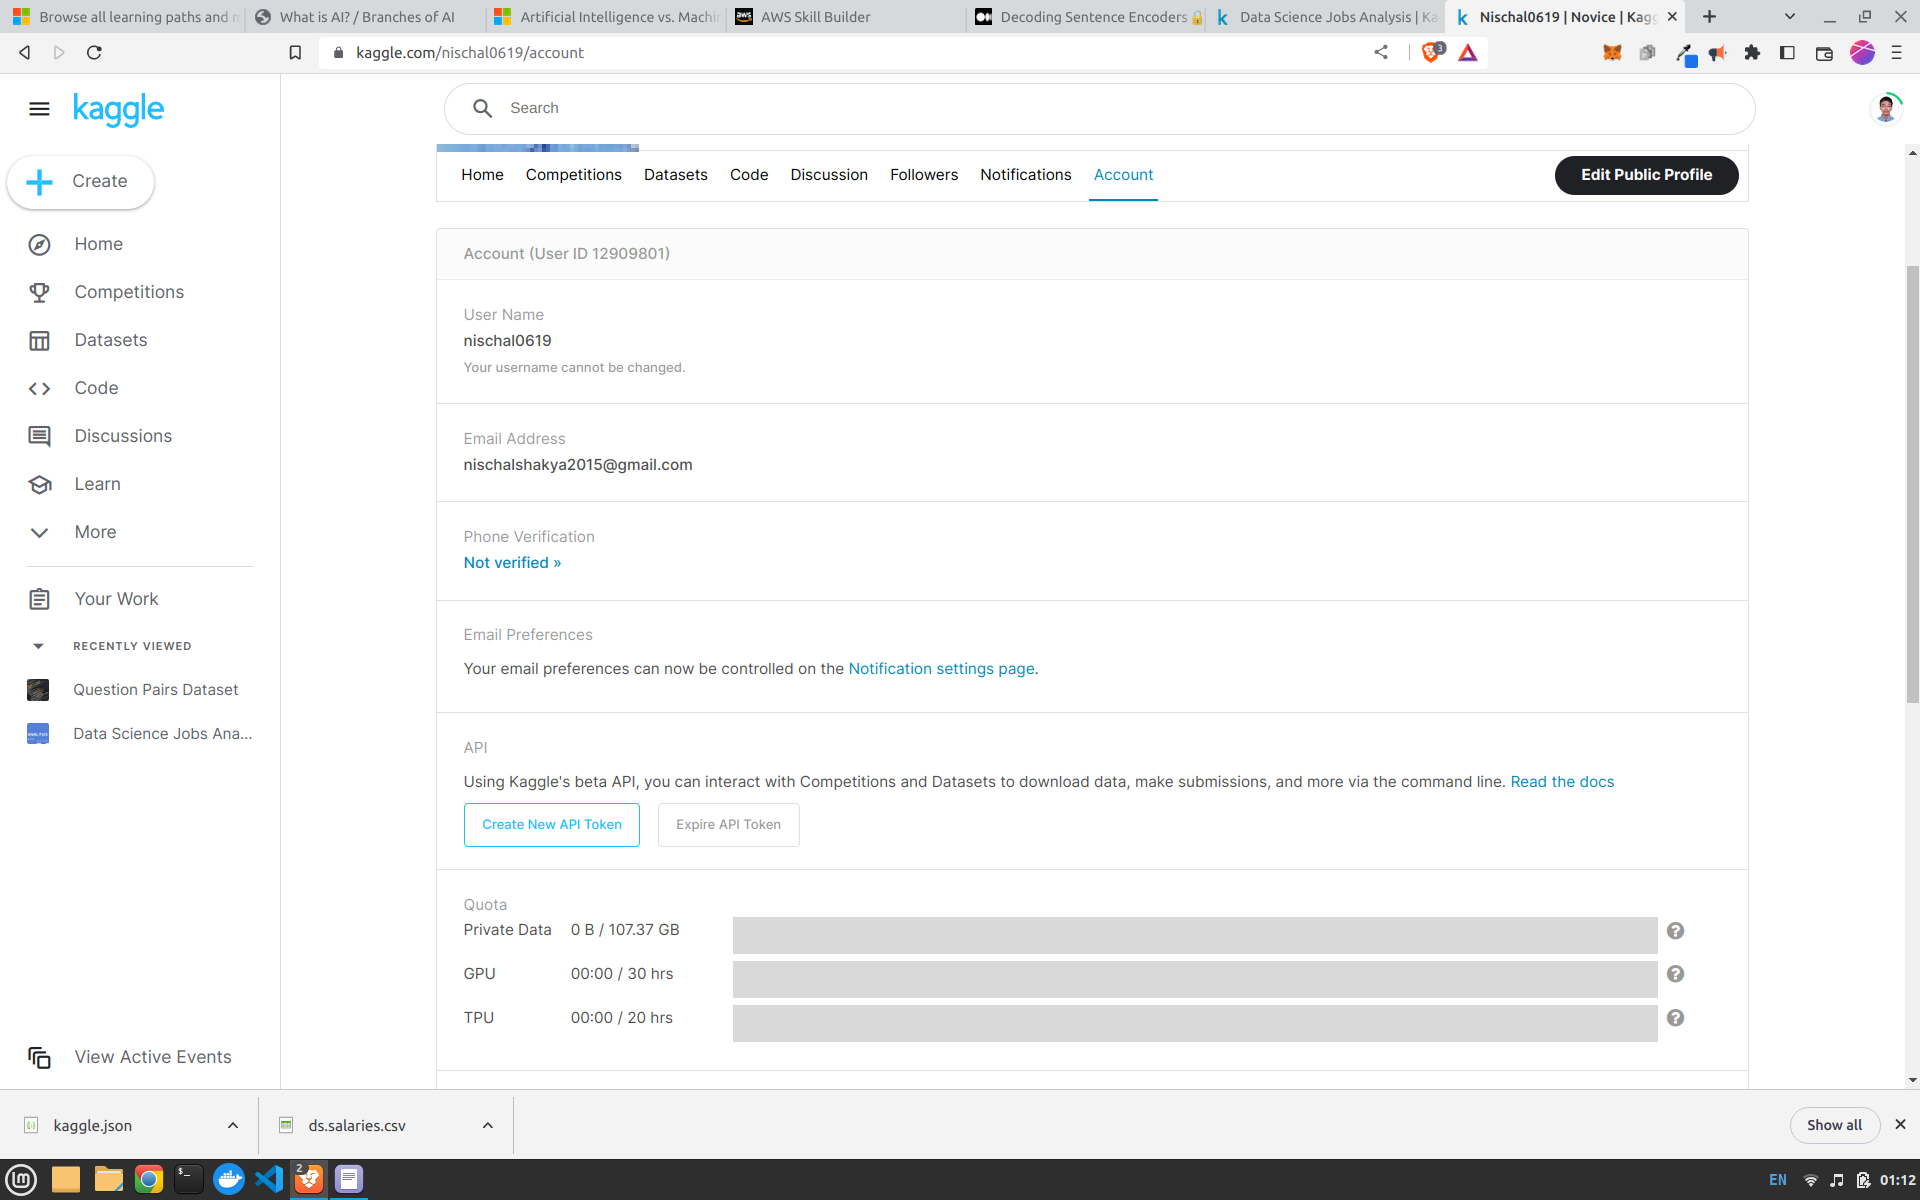 Browse all learning paths and m
What is AI? / Branches of AI
Artificial Intelligence vs. Machin
aws
AWS Skill Builder
Decoding Sentence Encoders
Data Science Jobs Analysis | Ka
Nischal0619 | Novice | Kagg
kaggle.com/nischal0619/account
3
kaggle
Search
Create
Home
Competitions
Datasets
Code
Discussions
Learn
More
Your Work
RECENTLY VIEWED
Question Pairs Dataset
Data Science Jobs Ana...
View Active Events
Home
Competitions
Datasets
Code
Discussion
Followers
Notifications
Account
Edit Public Profile
Account (User ID 12909801)
User Name
nischal0619
Your username cannot be changed.
Email Address
nischalshakya2015@gmail.com
Phone Verification
Not verified »
Email Preferences
Your email preferences can now be controlled on the Notification settings page.
API
Using Kaggle's beta API, you can interact with Competitions and Datasets to download data, make submissions, and more via the command line. Read the docs
Create New API Token
Expire API Token
Quota
Private Data 0 B / 107.37 GB
GPU 00:00 / 30 hrs
TPU 00:00 / 20 hrs
kaggle.json
ds.salaries.csv
Show all
2
EN
01:12